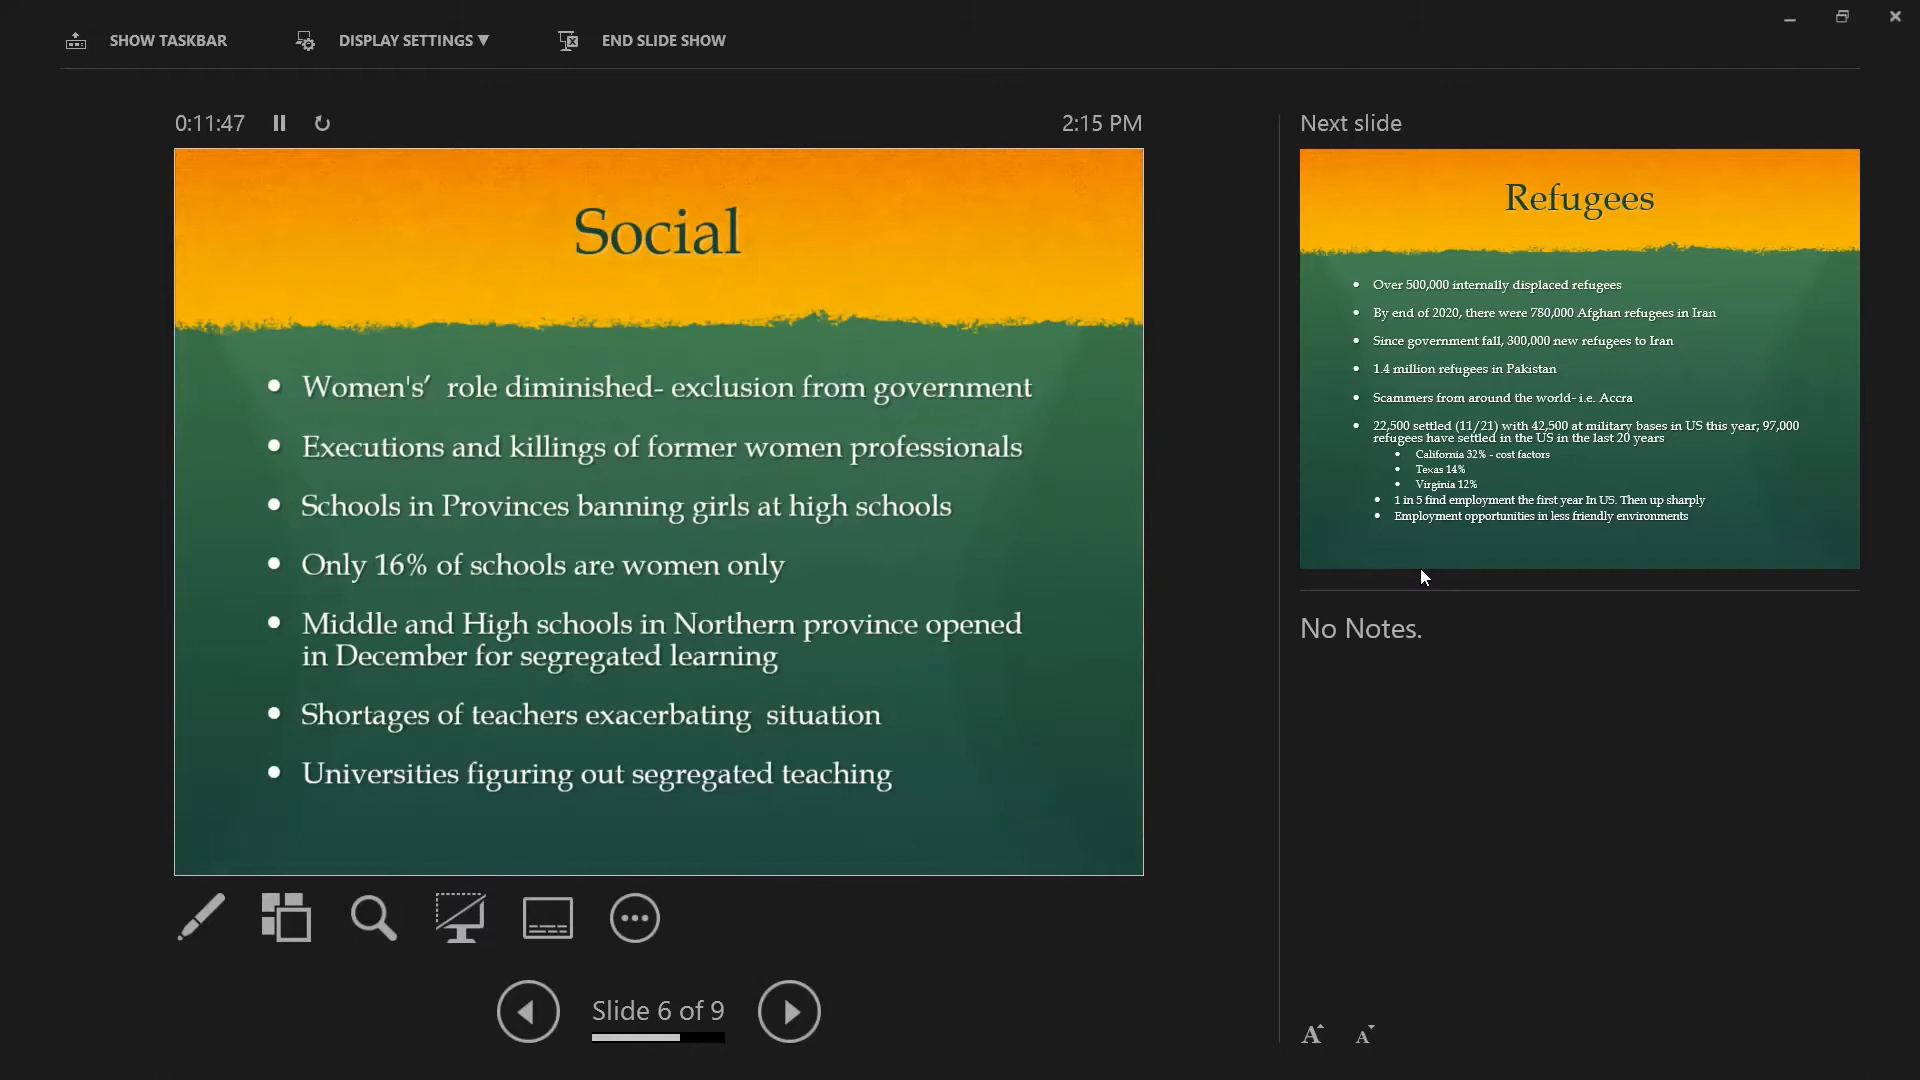 SHOW TASKBAR
DISPLAY SETTINGS ▼
END SLIDE SHOW
0:11:47
2:15 PM
Social
• Women's’  role diminished- exclusion from government
• Executions and killings of former women professionals
• Schools in Provinces banning girls at high schools
• Only 16% of schools are women only
• Middle and High schools in Northern province opened
in December for segregated learning
• Shortages of teachers exacerbating  situation
• Universities figuring out segregated teaching
Slide 6 of 9
Next slide
Refugees
• Over 500,000 internally displaced refugees
• By end of 2020, there were 780,000 Afghan refugees in Iran
• Since government fall, 300,000 new refugees to Iran
• 1.4 million refugees in Pakistan
• Scammers from around the world- i.e. Accra
• 22,500 settled (11/21) with 42,500 at military bases in US this year; 97,000
refugees have settled in the US in the last 20 years
• California 32% - cost factors
• Texas 14%
• Virginia 12%
• 1 in 5 find employment the first year In US. Then up sharply
• Employment opportunities in less friendly environments
No Notes.
A A